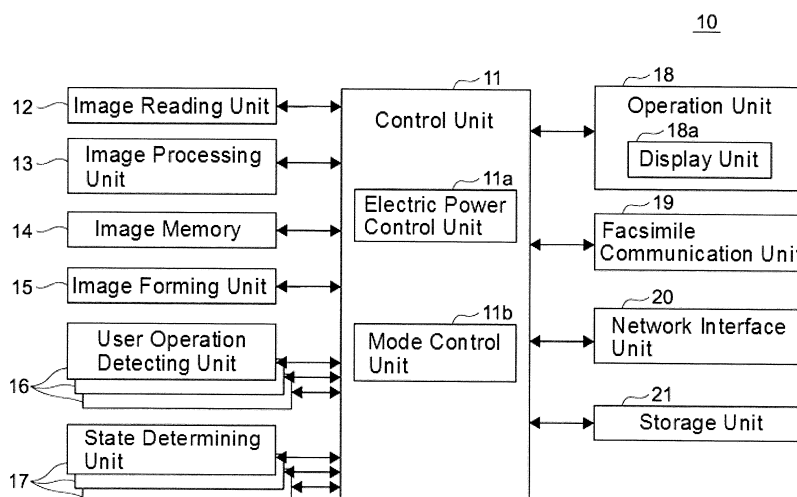 10
11
Control Unit
11a
Electric Power
Control Unit
11b
Mode Control
Unit
12
Image Reading Unit
13
Image Processing
Unit
14
Image Memory
15
Image Forming Unit
16
User Operation
Detecting Unit
17
State Determining
Unit
18
Operation Unit
18a
Display Unit
19
Facsimile
Communication Unit
20
Network Interface
Unit
21
Storage Unit